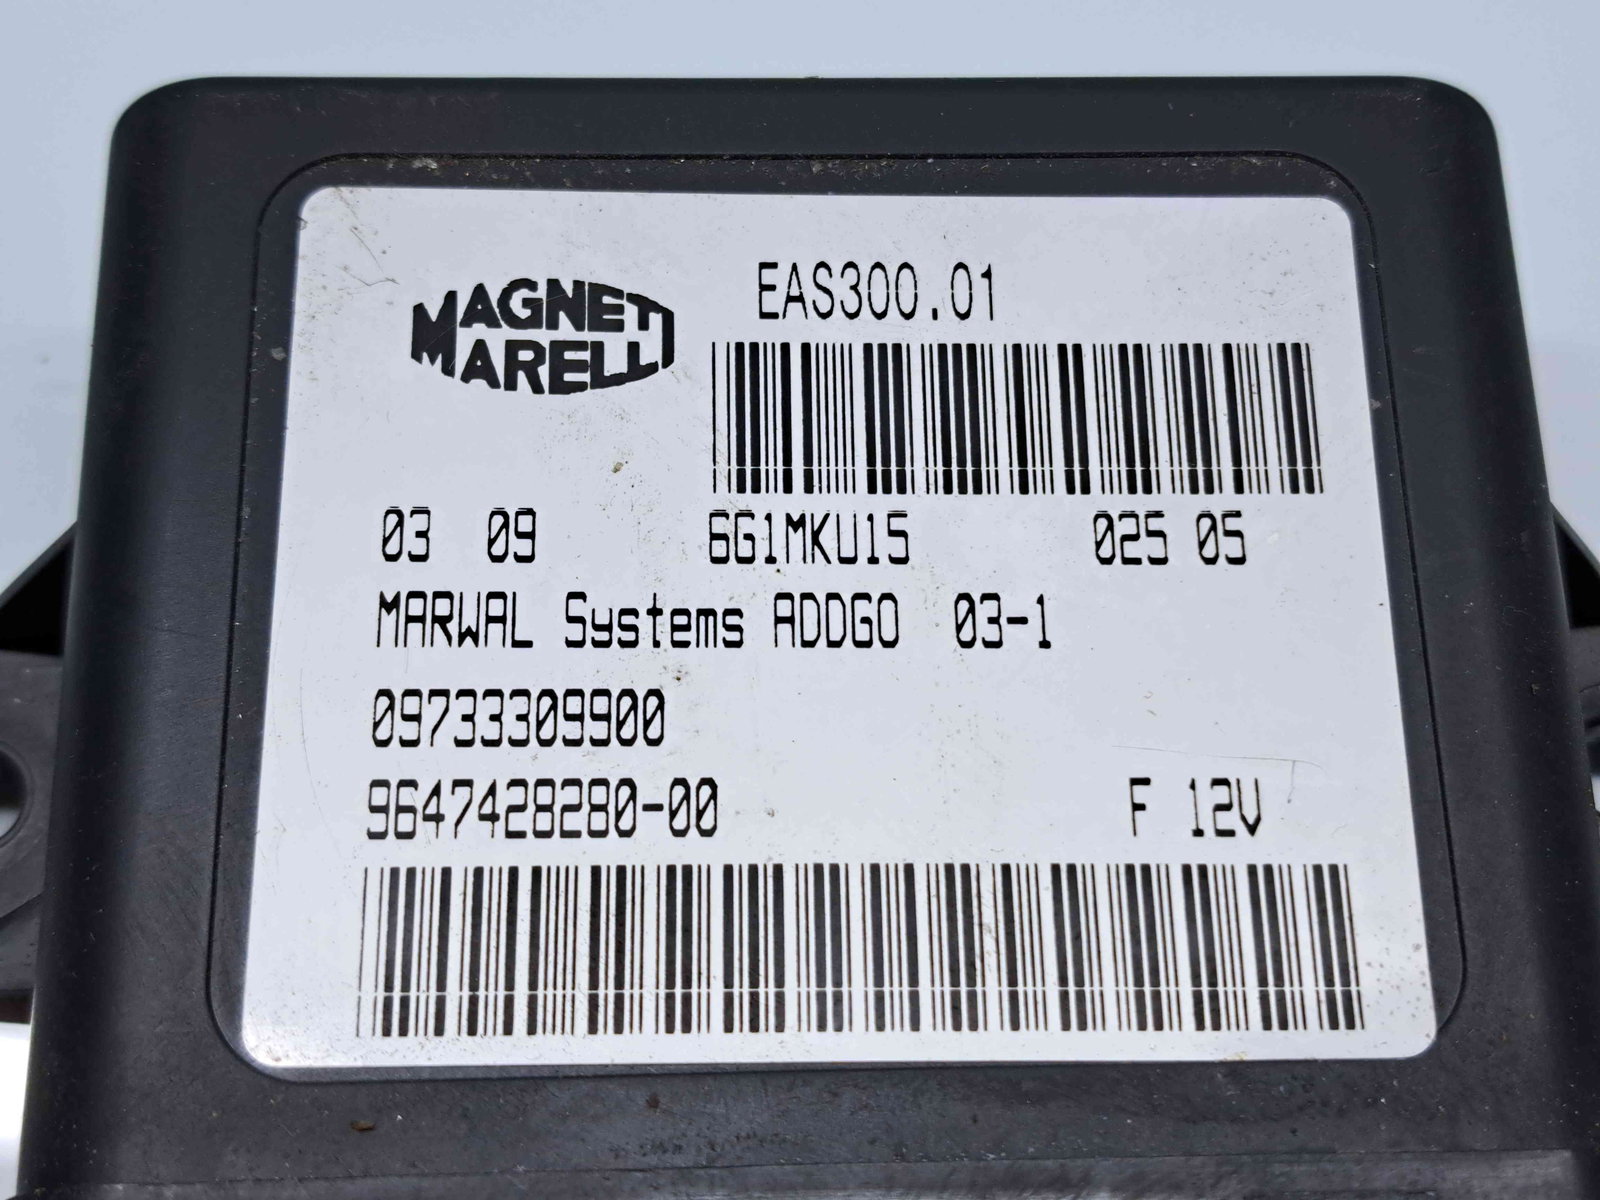 MAGNETI
MARELLI
EAS300.01
03 09 6G1MKU15 025 05
MARWAL Systems ADDGO 03-1
09733309900
9647428280-00 F 12V